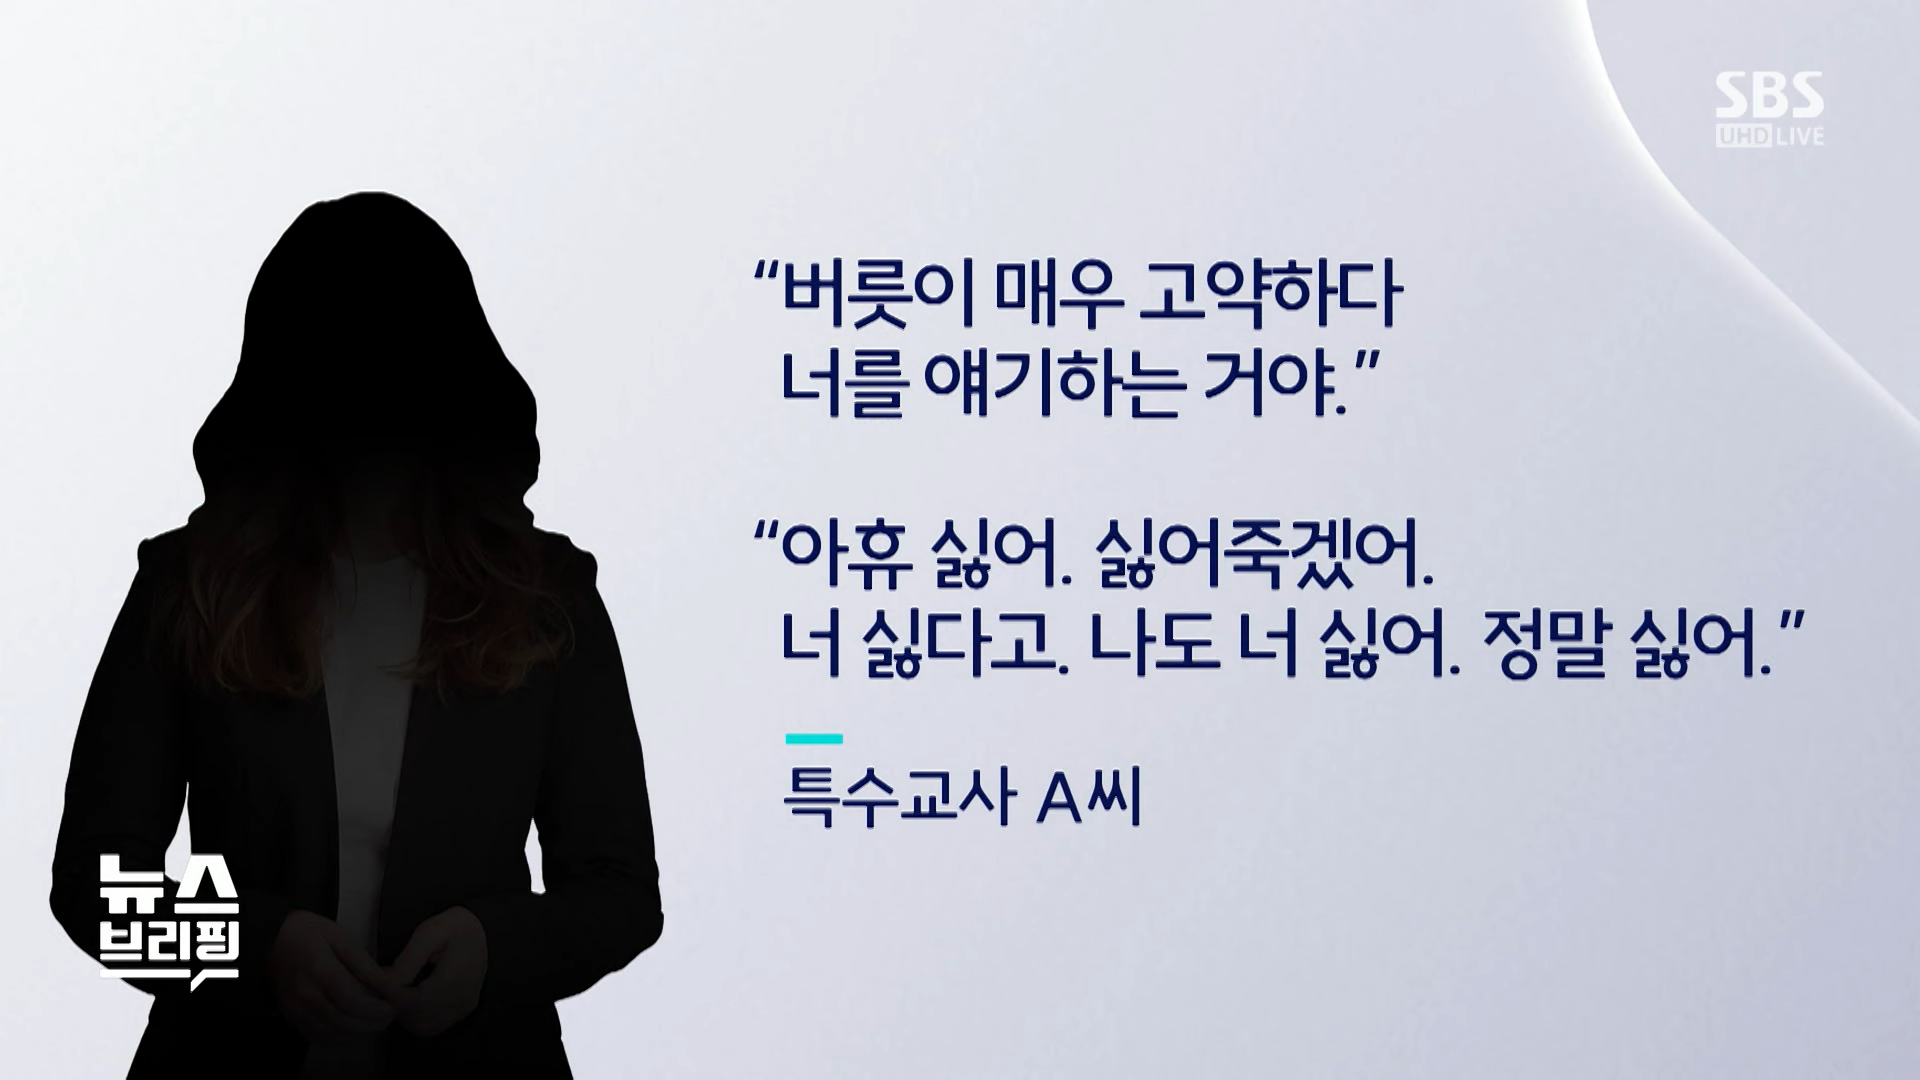 SBS
UHD LIVE
“버릇이 매우 고약하다
너를 얘기하는 거야.”
“아휴 싫어. 싫어죽겠어.
너 싫다고. 나도 너 싫어. 정말 싫어.”
특수교사 A씨
뉴스
브리핑